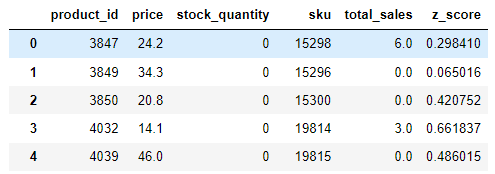 product_id price stock_quantity sku total_sales z_score
0 3847 24.2 0 15298 6.0 0.298410
1 3849 34.3 0 15296 0.0 0.065016
2 3850 20.8 0 15300 0.0 0.420752
3 4032 14.1 0 19814 3.0 0.661837
4 4039 46.0 0 19815 0.0 0.486015